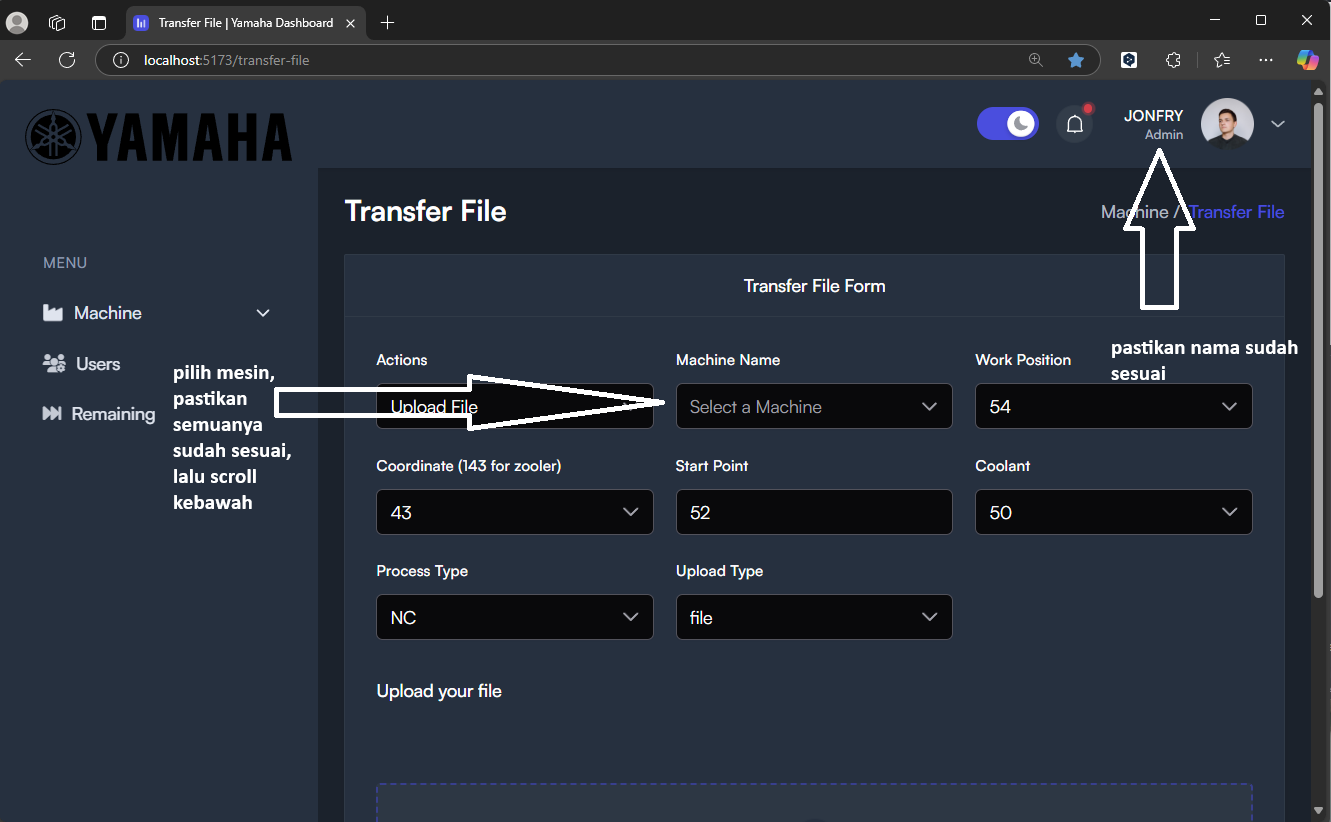 Transfer File | Yamaha Dashboard
localhost:5173/transfer-file
YAMAHA
JONFRY
Admin
Transfer File
Machine / Transfer File
MENU
Machine
Users
Remaining
pilih mesin,
pastikan
semuanya
sudah sesuai,
lalu scroll
kebawah
Transfer File Form
pastikan nama sudah
sesuai
Actions
Machine Name
Work Position
Upload File
Select a Machine
54
Coordinate (143 for zooler)
Start Point
Coolant
43
52
50
Process Type
Upload Type
NC
file
Upload your file